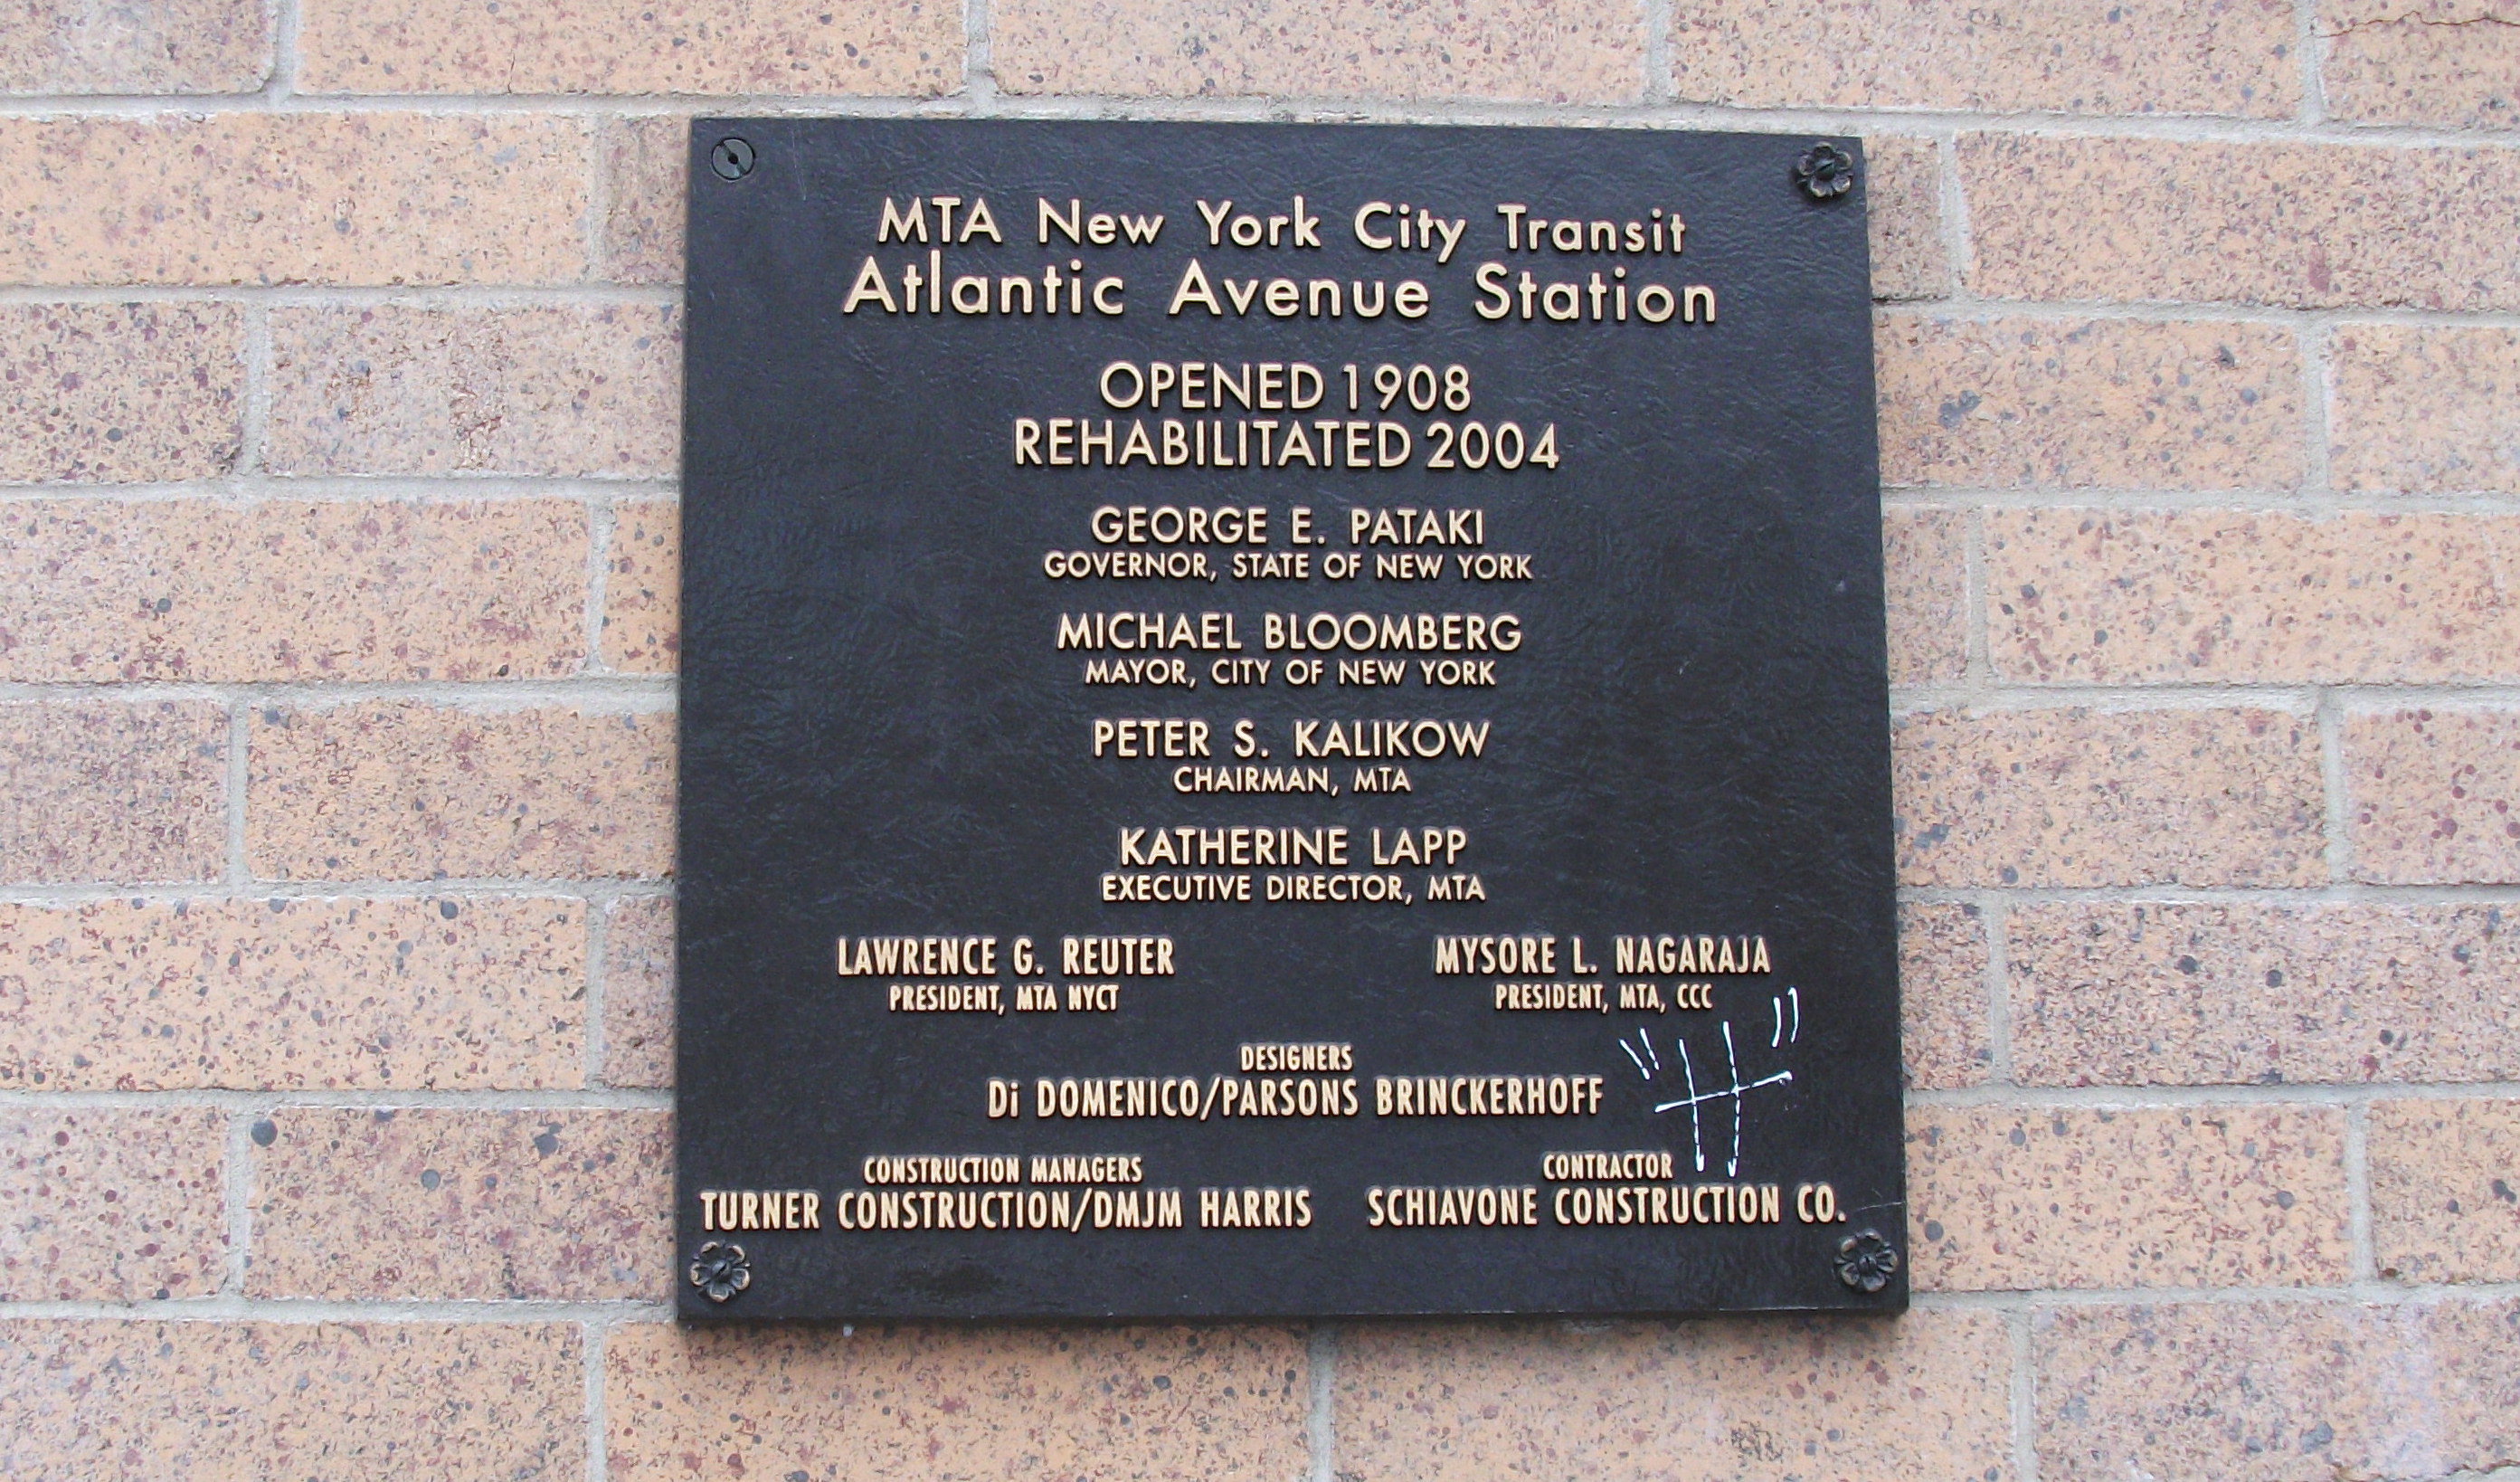 MTA New York City Transit
Atlantic Avenue Station
OPENED 1908
REHABILITATED 2004
GEORGE E. PATAKI
GOVERNOR, STATE OF NEW YORK
MICHAEL BLOOMBERG
MAYOR, CITY OF NEW YORK
PETER S. KALIKOW
CHAIRMAN, MTA
KATHERINE LAPP
EXECUTIVE DIRECTOR, MTA
LAWRENCE G. REUTER
PRESIDENT, MTA NYCT
MYSORE L. NAGARAJA
PRESIDENT, MTA, CCC
DESIGNERS
Di DOMENICO/PARSONS BRINCKERHOFF
CONSTRUCTION MANAGERS
TURNER CONSTRUCTION/DMJM HARRIS
CONTRACTOR
SCHIAVONE CONSTRUCTION CO.